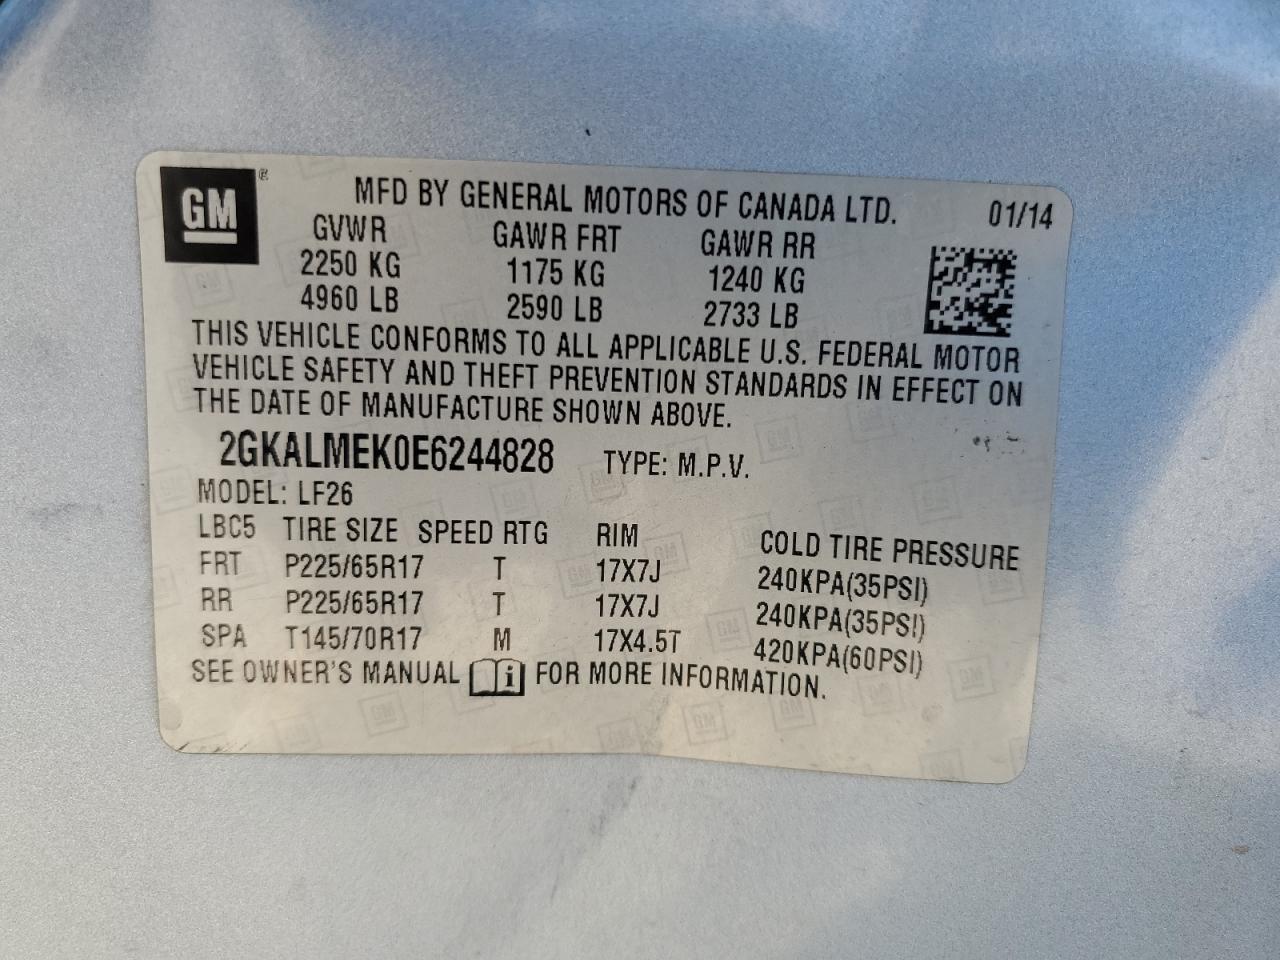 GM®
MFD BY GENERAL MOTORS OF CANADA LTD. 01/14
GVWR GAWR FRT GAWR RR
2250 KG 1175 KG 1240 KG
4960 LB 2590 LB 2733 LB
THIS VEHICLE CONFORMS TO ALL APPLICABLE U.S. FEDERAL MOTOR
VEHICLE SAFETY AND THEFT PREVENTION STANDARDS IN EFFECT ON
THE DATE OF MANUFACTURE SHOWN ABOVE.
2GKALMEK0E6244828 TYPE: M.P.V.
MODEL: LF26
LBC5 TIRE SIZE SPEED RTG RIM COLD TIRE PRESSURE
FRT P225/65R17 T 17X7J 240KPA(35PSI)
RR P225/65R17 T 17X7J 240KPA(35PSI)
SPA T145/70R17 M 17X4.5T 420KPA(60PSI)
SEE OWNER'S MANUAL i FOR MORE INFORMATION.